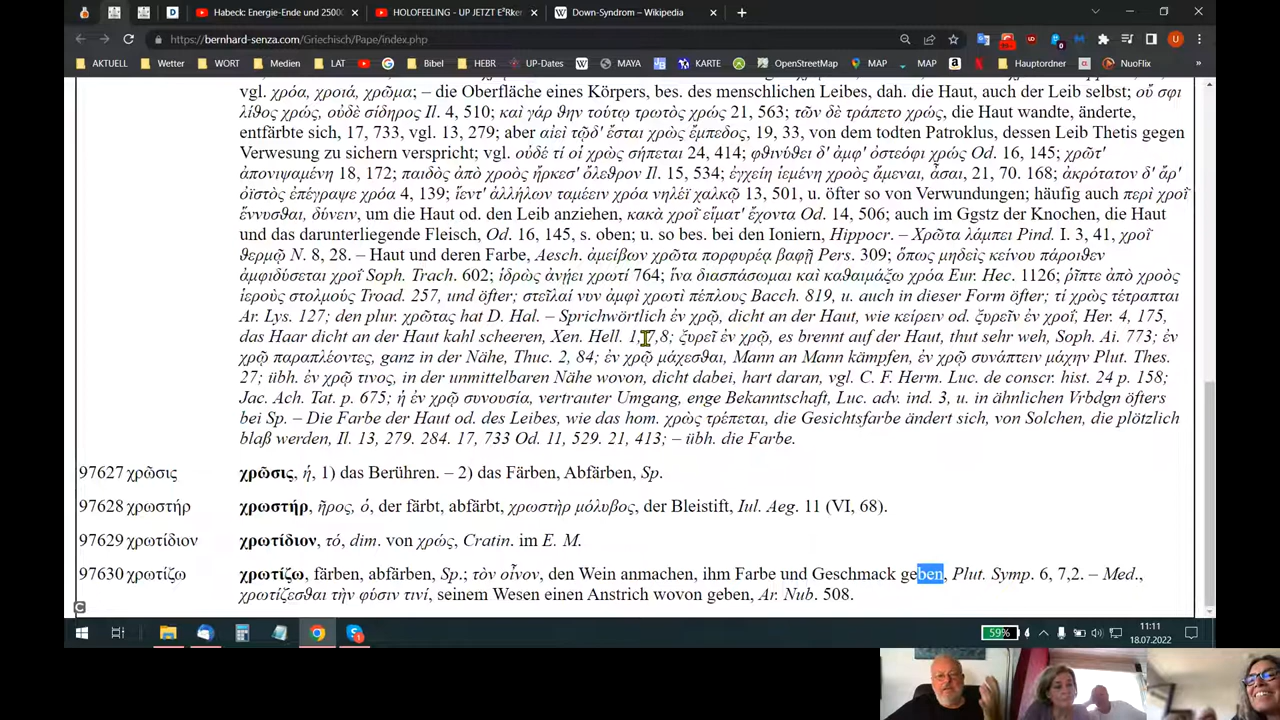 Habeck: Energie-Ende und 2500(
HOLOFEELING - UP JETZT E²Rker
Down-Syndrom – Wikipedia
https://bernhard-senza.com/Griechisch/Pape/index.php
AKTUELL
Wetter
WORT
Medien
LAT
Bibel
HEBR
UP-Dates
MAYA
KARTE
OpenStreetMap
MAP
MAP
NuoFlix
Hauptordner
vgl. χρόα, χροιά, χρῶμα; – die Oberfläche eines Körpers, bes. des menschlichen Leibes, dah. die Haut, auch der Leib selbst; οὔ σφι
λίθος χρώς, οὐδὲ σίδηρος Il. 4, 510; καὶ γάρ θην τούτῳ τρωτὸς χρώς 21, 563; τῶν δὲ τράπετο χρώς, die Haut wandte, änderte,
entfärbte sich, 17, 733, vgl. 13, 279; aber αἰεὶ τῷδ' ἔσται χρὼς ἔμπεδος, 19, 33, von dem todten Patroklus, dessen Leib Thetis gegen
Verwesung zu sichern verspricht; vgl. οὐδέ τί οἱ χρὼς σήπεται 24, 414; φθινύθει δ' ἀμφ' ὀστεόφι χρώς Od. 16, 145; χρῶτ'
ἀπονιψαμένη 18, 172; παιδὸς ἀπὸ χροὸς ἤρκεσ' ὄλεθρον Il. 15, 534; ἐγχείη ἱεμένη χροὸς ἄμεναι, ἆσαι, 21, 70. 168; ἀκρότατον δ' ἄρ'
ὀϊστὸς ἐπέγραψε χρόα 4, 139; ἵεντ' ἀλλήλων ταμέειν χρόα νηλέϊ χαλκῷ 13, 501, u. öfter so von Verwundungen; häufig auch περὶ χροῒ
ἕννυσθαι, δύνειν, um die Haut od. den Leib anziehen, κακὰ χροῒ εἵματ' ἔχοντα Od. 14, 506; auch im Ggstz der Knochen, die Haut
und das darunterliegende Fleisch, Od. 16, 145, s. oben; u. so bes. bei den Ioniern, Hippocr. – Χρῶτα λάμπει Pind. I. 3, 41, χροῒ
θερμῷ N. 8, 28. – Haut und deren Farbe, Aesch. ἀμείβων χρῶτα πορφυρέᾳ βαφῇ Pers. 309; ὅπως μηδεὶς κείνου πάροιθεν
ἀμφιδύσεται χροΐ Soph. Trach. 602; ἱδρὼς ἀνῄει χρωτί 764; ἵνα διασπάσωμαι καὶ καθαιμάξω χρόα Eur. Hec. 1126; ῥῖπτε ἀπὸ χροὸς
ἱεροὺς στολμούς Troad. 257, und öfter; στεῖλαί νυν ἀμφὶ χρωτὶ πέπλους Bacch. 819, u. auch in dieser Form öfter; τί χρὼς τέτραπται
Ar. Lys. 127; den plur. χρῶτας hat D. Hal. – Sprichwörtlich ἐν χρῷ, dicht an der Haut, wie κείρειν od. ξυρεῖν ἐν χροΐ, Her. 4, 175,
das Haar dicht an der Haut kahl scheeren, Xen. Hell. 1, 7,8; ξυρεῖ ἐν χρῷ, es brennt auf der Haut, thut sehr weh, Soph. Ai. 773; ἐν
χρῷ παραπλέοντες, ganz in der Nähe, Thuc. 2, 84; ἐν χρῷ μάχεσθαι, Mann an Mann kämpfen, ἐν χρῷ συνάπτειν μάχην Plut. Thes.
27; übh. ἐν χρῷ τινος, in der unmittelbaren Nähe wovon, dicht dabei, hart daran, vgl. C. F. Herm. Luc. de conscr. hist. 24 p. 158;
Jac. Ach. Tat. p. 675; ἡ ἐν χρῷ συνουσία, vertrauter Umgang, enge Bekanntschaft, Luc. adv. ind. 3, u. in ähnlichen Vrbdgn öfters
bei Sp. – Die Farbe der Haut od. des Leibes, wie das hom. χρὼς τρέπεται, die Gesichtsfarbe ändert sich, von Solchen, die plötzlich
blaß werden, Il. 13, 279. 284. 17, 733 Od. 11, 529. 21, 413; – übh. die Farbe.
97627 χρῶσις χρῶσις, ἡ, 1) das Berühren. – 2) das Färben, Abfärben, Sp.
97628 χρωστήρ χρωστήρ, ῆρος, ὁ, der färbt, abfärbt, χρωστὴρ μόλυβος, der Bleistift, Iul. Aeg. 11 (VI, 68).
97629 χρωτίδιον χρωτίδιον, τό, dim. von χρώς, Cratin. im E. M.
97630 χρωτίζω χρωτίζω, färben, abfärben, Sp.; τὸν οἶνον, den Wein anmachen, ihm Farbe und Geschmack geben, Plut. Symp. 6, 7,2. – Med.,
χρωτίζεσθαι τὴν φύσιν τινί, seinem Wesen einen Anstrich wovon geben, Ar. Nub. 508.
59%
11:11
18.07.2022